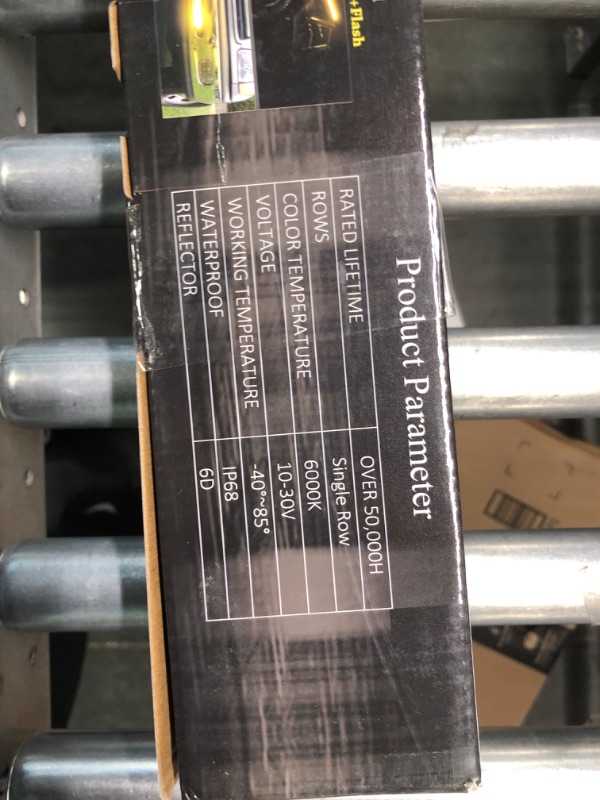 +Flash
Product Parameter
RATED LIFETIME OVER 50,000H
ROWS Single Row
COLOR TEMPERATURE 6000K
VOLTAGE 10-30V
WORKING TEMPERATURE -40°~85°
WATERPROOF IP68
REFLECTOR 6D